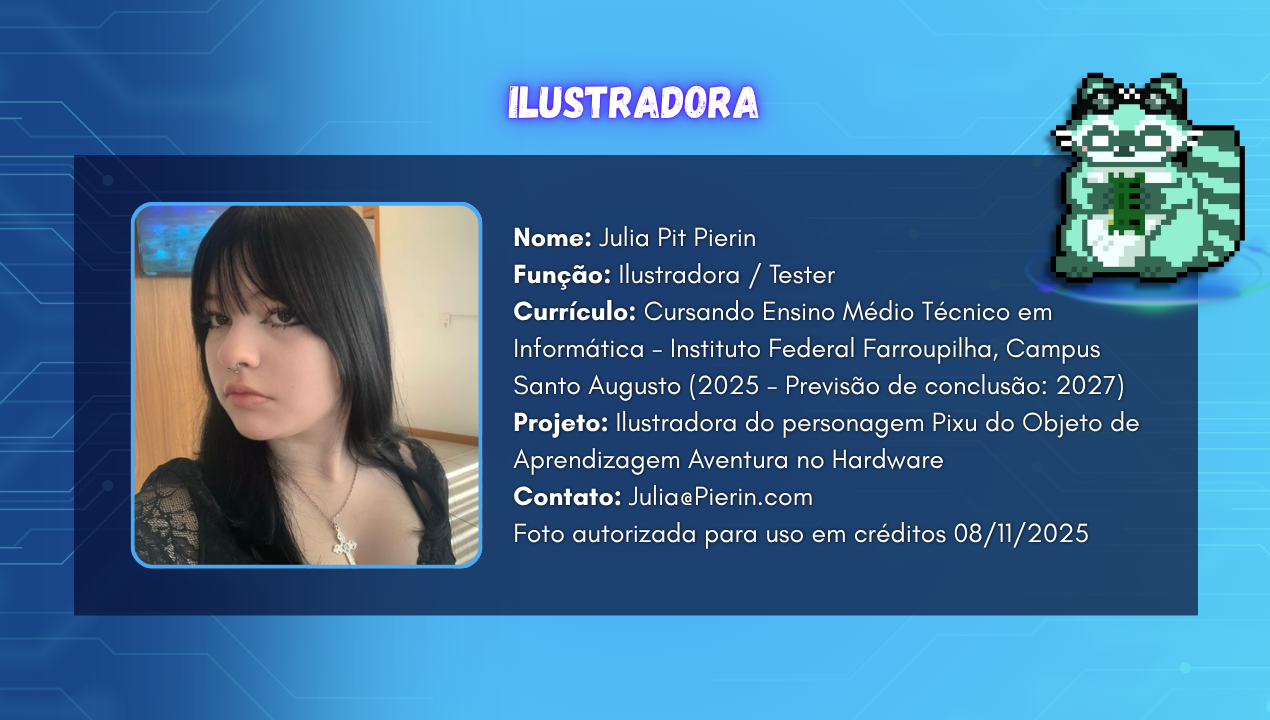 ILUSTRADORA
Nome: Julia Pit Pierin
Função: Ilustradora / Tester
Currículo: Cursando Ensino Médio Técnico em
Informática - Instituto Federal Farroupilha, Campus
Santo Augusto (2025 - Previsão de conclusão: 2027)
Projeto: Ilustradora do personagem Pixu do Objeto de
Aprendizagem Aventura no Hardware
Contato: Julia@Pierin.com
Foto autorizada para uso em créditos 08/11/2025